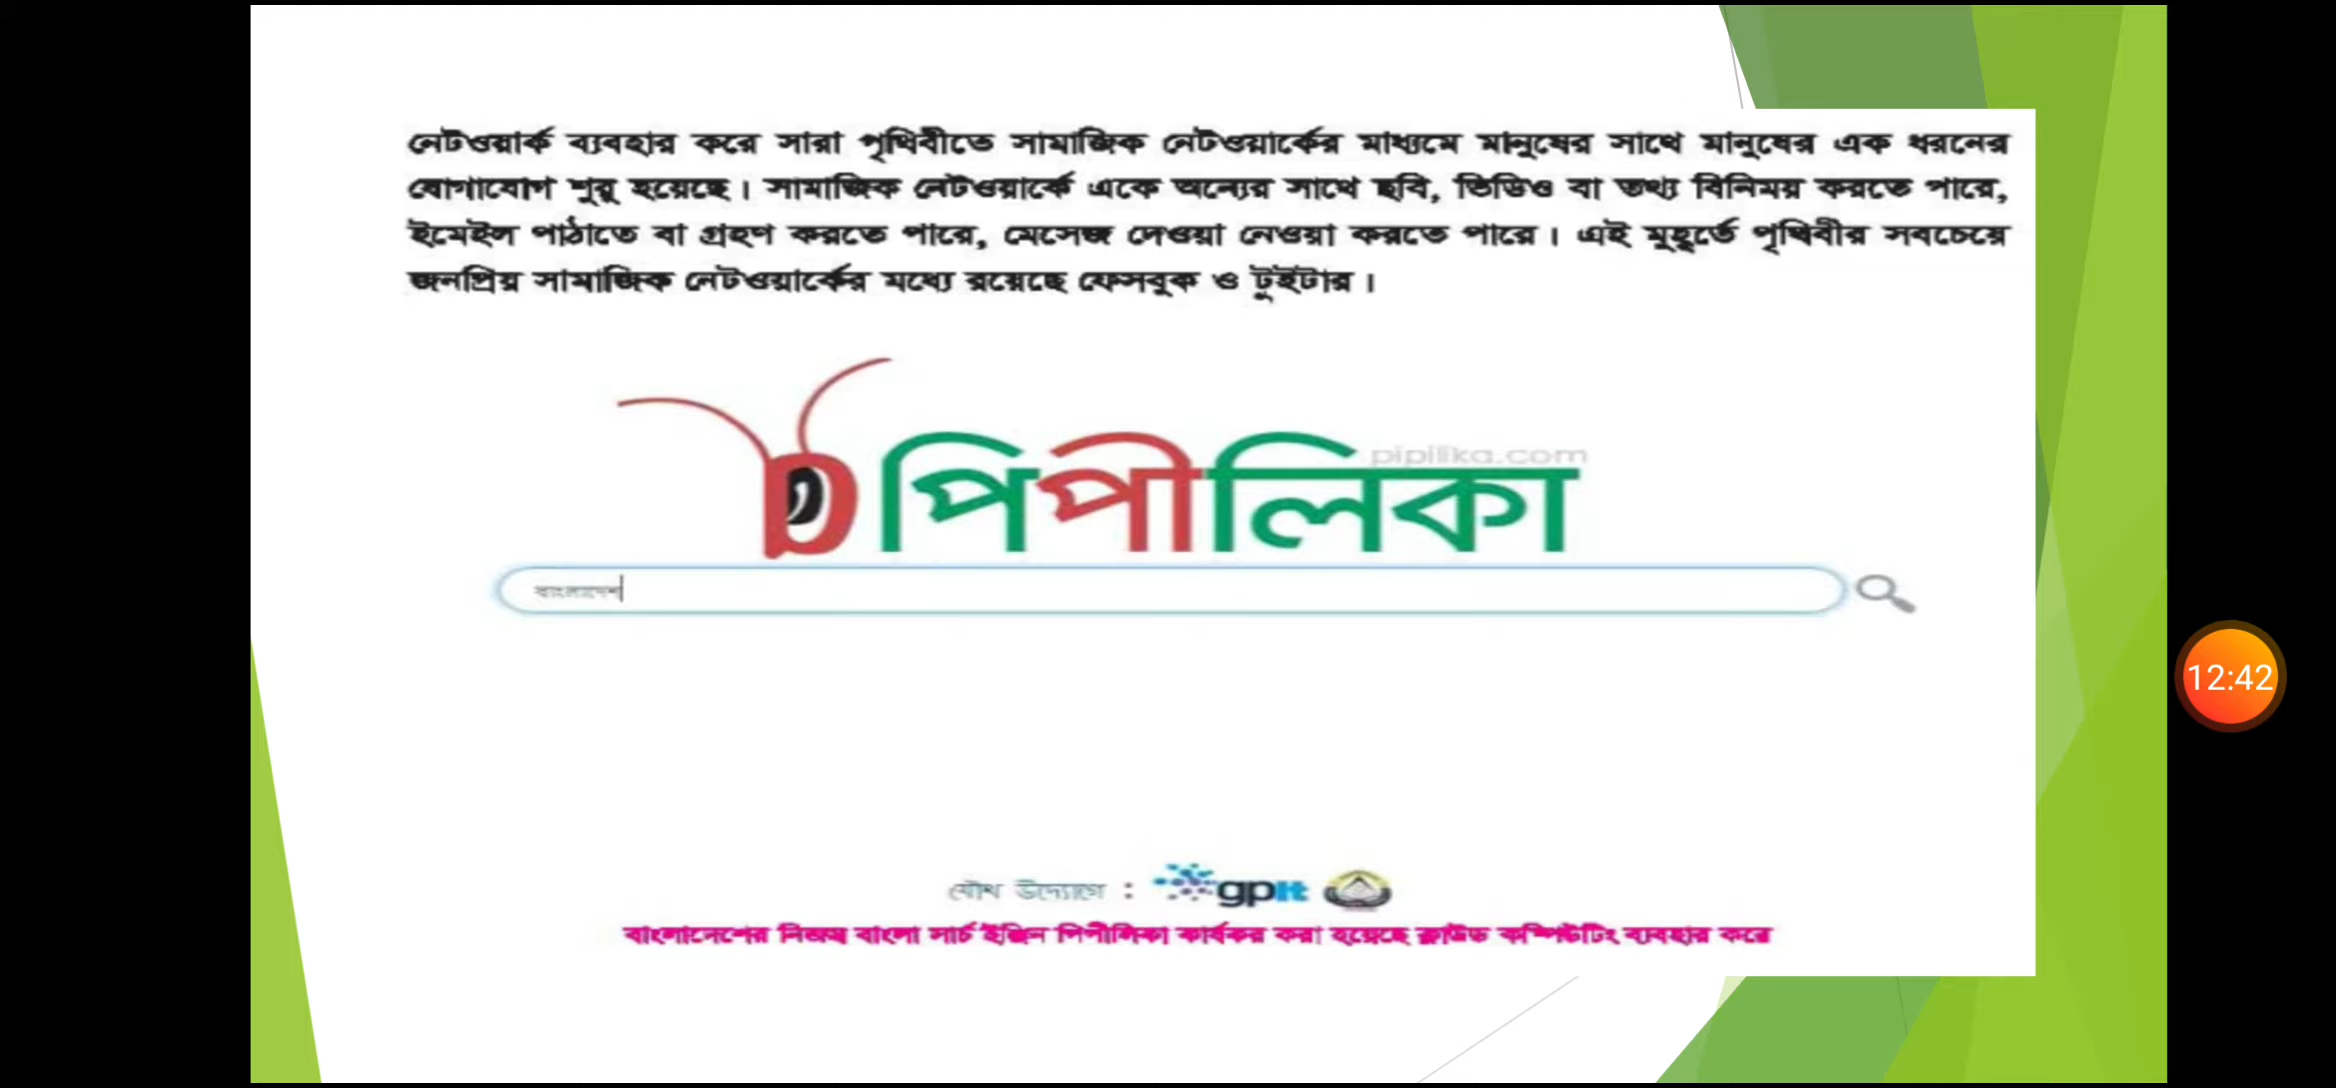 নেটওয়ার্ক ব্যবহার করে সারা পৃথিবীতে সামাজিক নেটওয়ার্কের মাধ্যমে মানুষের সাথে মানুষের এক ধরনের
যোগাযোগ শুরু হয়েছে। সামাজিক নেটওয়ার্কে একে অন্যের সাথে ছবি, ভিডিও বা তথ্য বিনিময় করতে পারে,
ইমেইল পাঠাতে বা গ্রহণ করতে পারে, মেসেজ দেওয়া নেওয়া করতে পারে। এই মুহূর্তে পৃথিবীর সবচেয়ে
জনপ্রিয় সামাজিক নেটওয়ার্কের মধ্যে রয়েছে ফেসবুক ও টুইটার।
pipilika.com
পিপীলিকা
বাংলাদেশ
12:42
যৌথ উদ্যোগে : gpit
বাংলাদেশের নিজস্ব বাংলা সার্চ ইঞ্জিন পিপীলিকা কার্যকর করা হয়েছে ক্লাউড কম্পিউটিং ব্যবহার করে